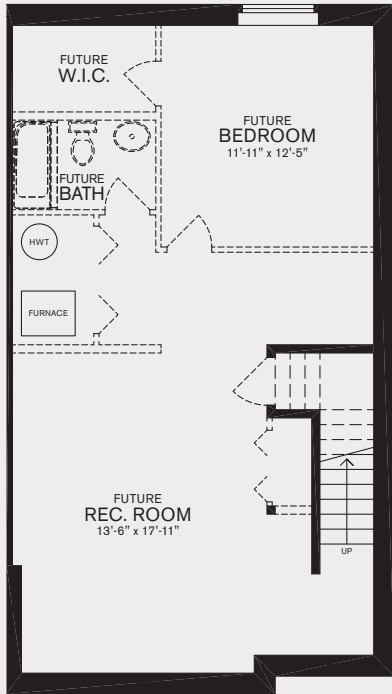 FUTURE
W.I.C.
FUTURE
BEDROOM
11'-11" x 12'-5"
FUTURE
BATH
HWT
FURNACE
FUTURE
REC. ROOM
13'-6" x 17'-11"
UP